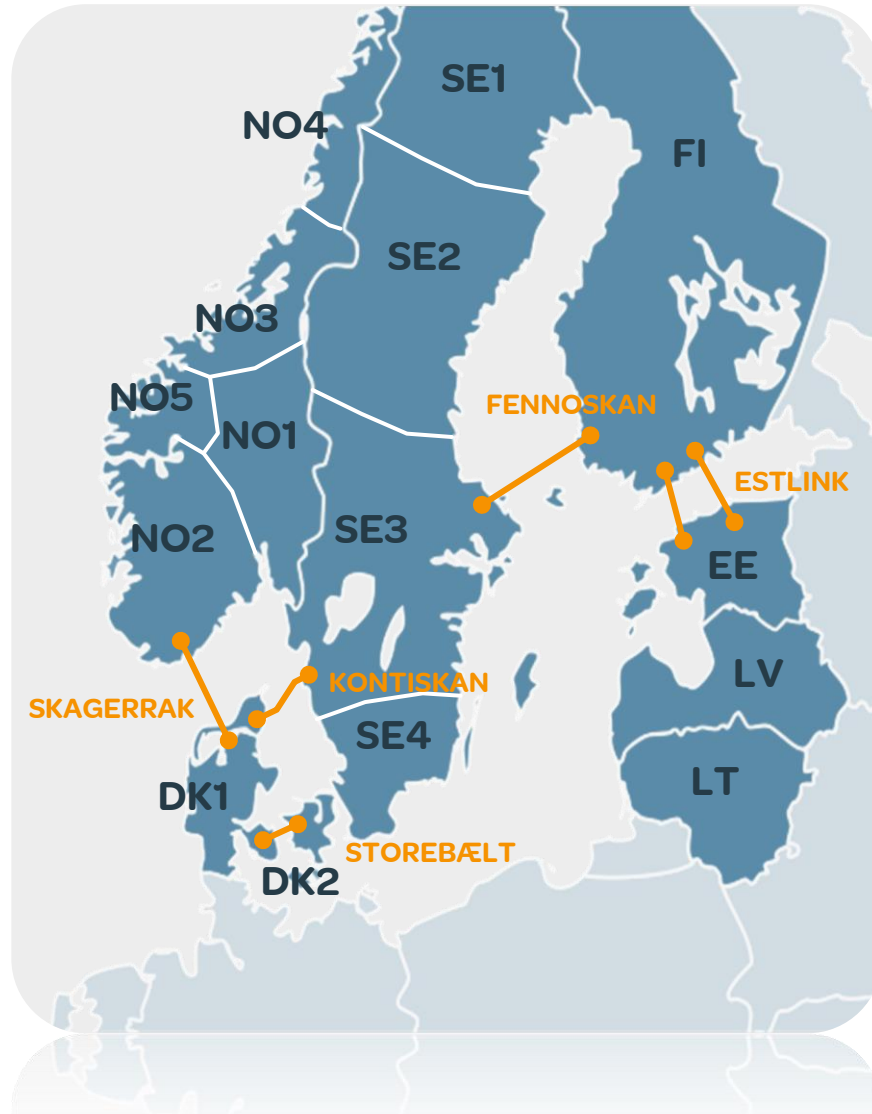 SE1
NO4
FI
SE2
NO3
NO5
FENNOSKAN
NO1
ESTLINK
SE3
NO2
EE
LV
KONTISKAN
SKAGERRAK
SE4
LT
DK1
STOREBÆLT
DK2